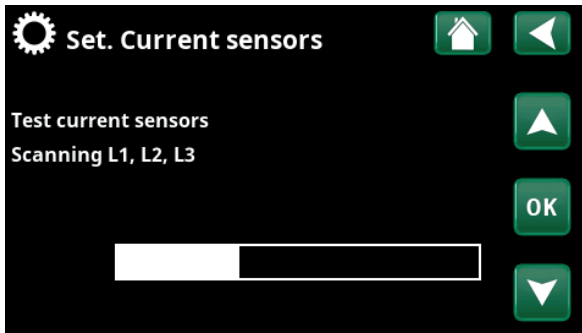 Set. Current sensors
Test current sensors
Scanning L1, L2, L3
OK